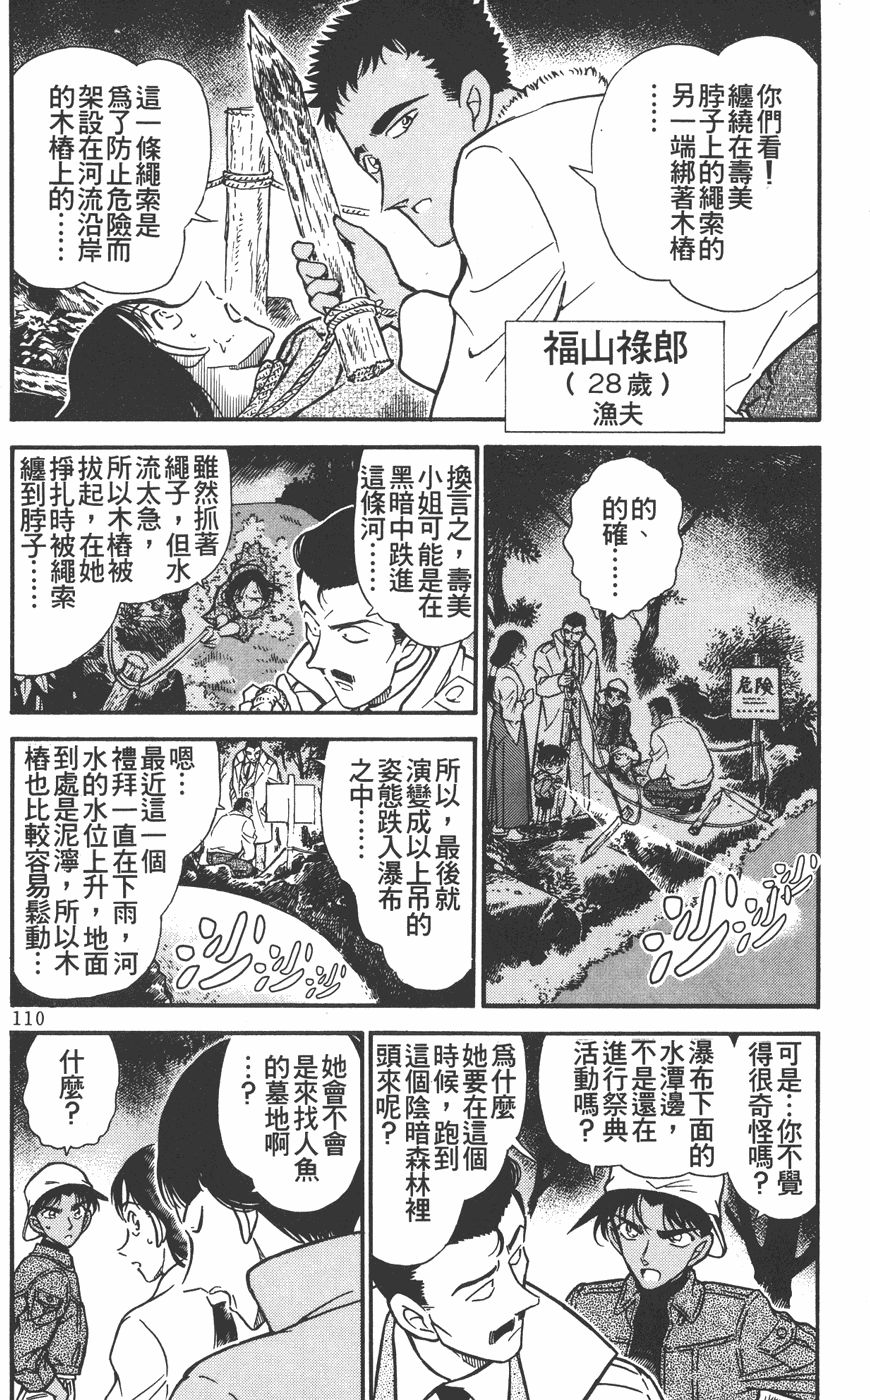 你們看！
纏繞在壽美
脖子上的繩索的
另一端綁著木樁
……
這一條繩索是
為了防止危險而
架設在河流沿岸
的木樁上的……
福山祿郎
（28歲）
漁夫
的、
的確……
危險
沙沙沙
換言之，壽美
小姐可能是在
黑暗中跌進
這條河……
雖然抓著
繩子，但水
流太急，
所以木樁被
拔起，在她
掙扎時被繩索
纏到脖子……
所以，最後就
演變成以上吊的
姿態跌入瀑布
之中……
嗯…
最近這一個
禮拜一直在下雨，河
水的水位上升，地面
到處是泥濘，所以木
樁也比較容易鬆動…
沙沙沙
110
可是…你不覺
得很奇怪嗎？
瀑布下面的
水潭邊，
不是還在
進行祭典
活動嗎？
為什麼
她要在這個
時候，跑到
這個陰暗森林裡
頭來呢？
她會不會
是來找人魚
的墓地啊
…？
什麼？